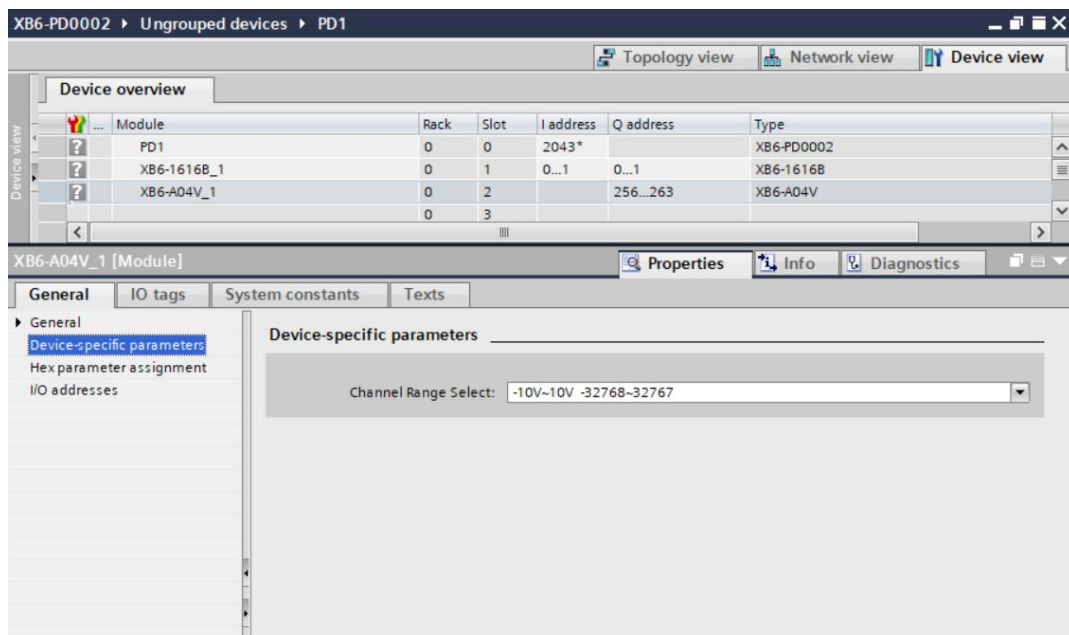 XB6-PD0002 ▸ Ungrouped devices ▸ PD1
Topology view Network view Device view
Device overview
Device view
... Module Rack Slot I address Q address Type
PD1 0 0 2043* XB6-PD0002
XB6-1616B_1 0 1 0...1 0...1 XB6-1616B
XB6-A04V_1 0 2 256...263 XB6-A04V
0 3
XB6-A04V_1 [Module] Properties Info Diagnostics
General IO tags System constants Texts
General
Device-specific parameters
Hex parameter assignment
I/O addresses
Device-specific parameters
Channel Range Select: -10V~10V -32768~32767